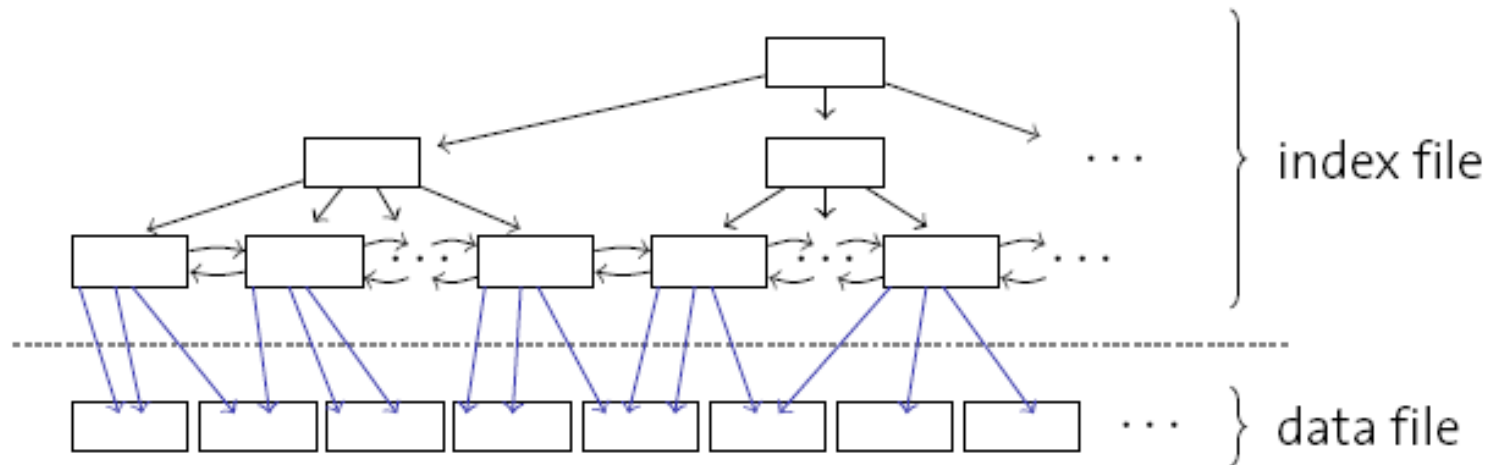 . . .
index file
. . .
. . .
. . .
. . .
data file